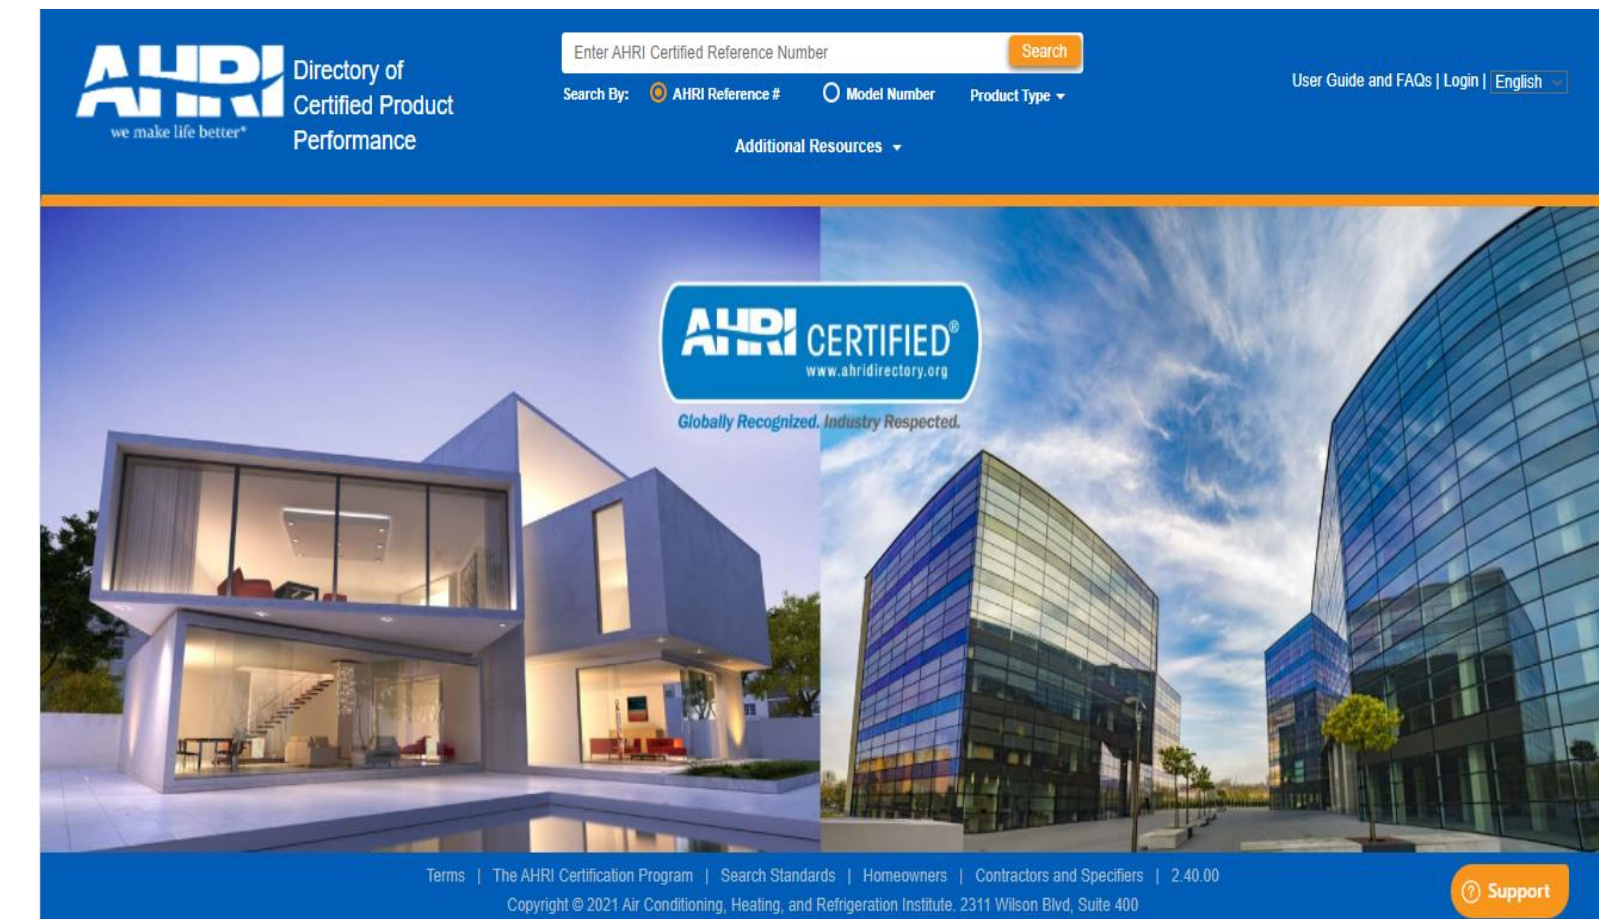 AHRI
we make life better®
Directory of
Certified Product
Performance
Enter AHRI Certified Reference Number
Search
Search By: AHRI Reference # Model Number Product Type
Additional Resources
User Guide and FAQs | Login | English
AHRI CERTIFIED®
www.ahridirectory.org
Globally Recognized. Industry Respected.
Terms | The AHRI Certification Program | Search Standards | Homeowners | Contractors and Specifiers | 2.40.00
Copyright © 2021 Air Conditioning, Heating, and Refrigeration Institute. 2311 Wilson Blvd, Suite 400
Support